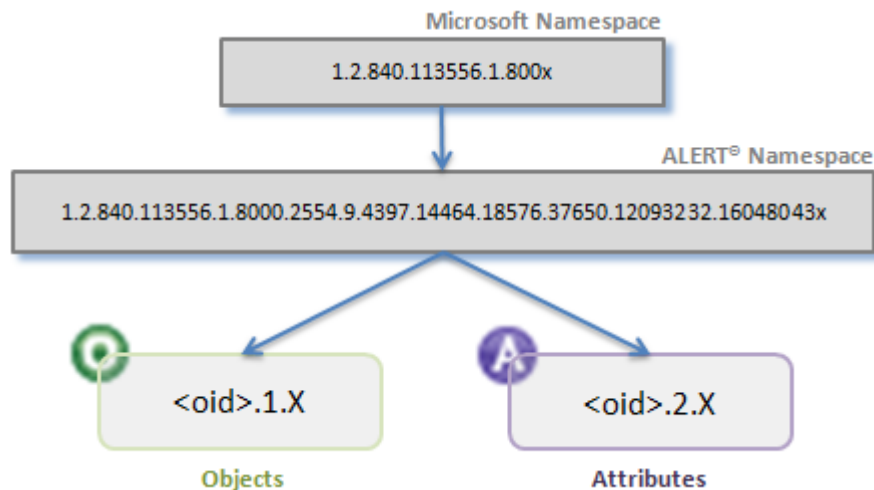 Microsoft Namespace
1.2.840.113556.1.800x
ALERT® Namespace
1.2.840.113556.1.8000.2554.9.4397.14464.18576.37650.12093232.16048043x
O
A
<oid>.1.X
<oid>.2.X
Objects
Attributes